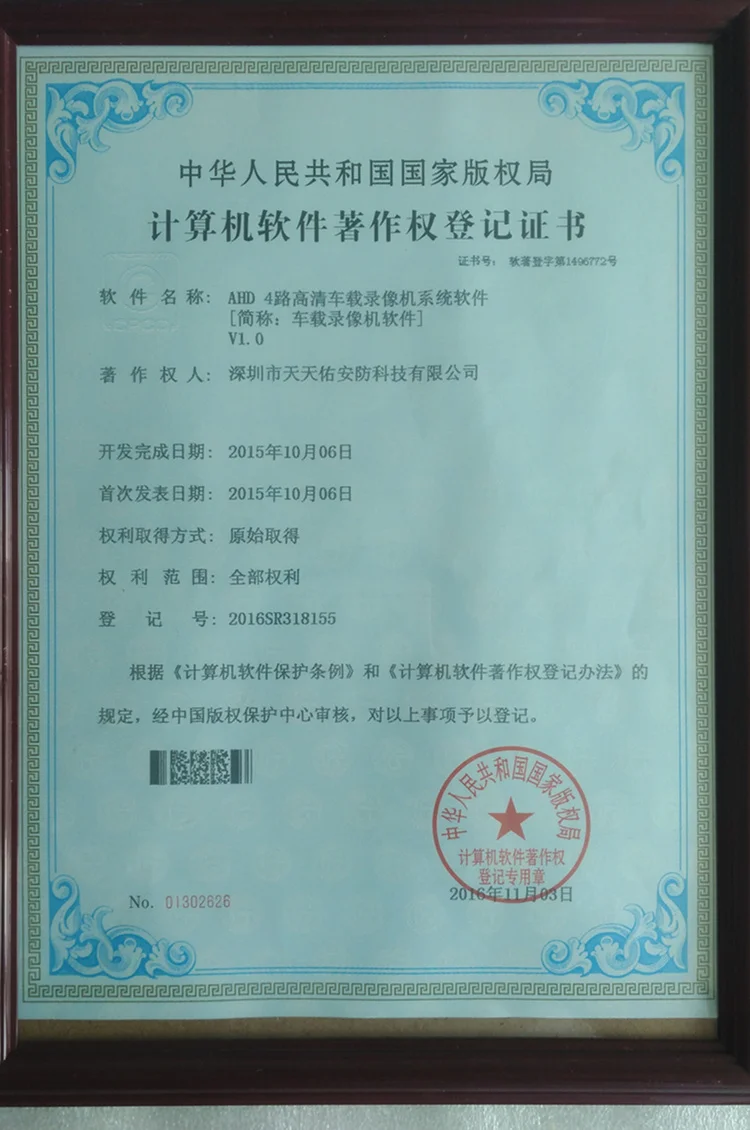 中华人民共和国国家版权局
计算机软件著作权登记证书
证书号： 软著登字第1496772号
软件名称： AHD 4路高清车载录像机系统软件
[简称：车载录像机软件]
V1.0
著作权人： 深圳市天天佑安防科技有限公司
开发完成日期： 2015年10月06日
首次发表日期： 2015年10月06日
权利取得方式： 原始取得
权利范围： 全部权利
登记号： 2016SR318155
根据《计算机软件保护条例》和《计算机软件著作权登记办法》的
规定，经中国版权保护中心审核，对以上事项予以登记。
中华人民共和国国家版权局
计算机软件著作权
登记专用章
No. 01302626
2016年11月03日